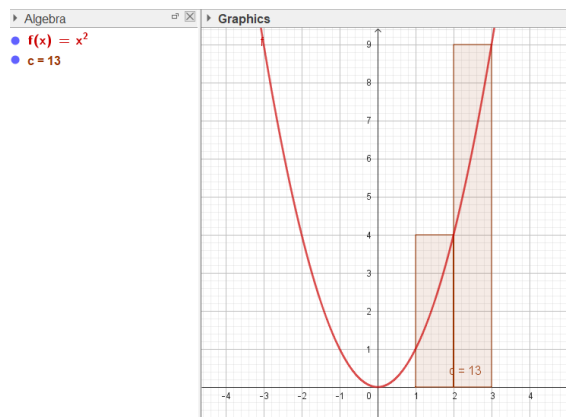 Algebra
Graphics
f(x) = x²
c = 13
f
9
8
7
6
5
4
3
2
1
c = 13
-4 -3 -2 -1 0 1 2 3 4